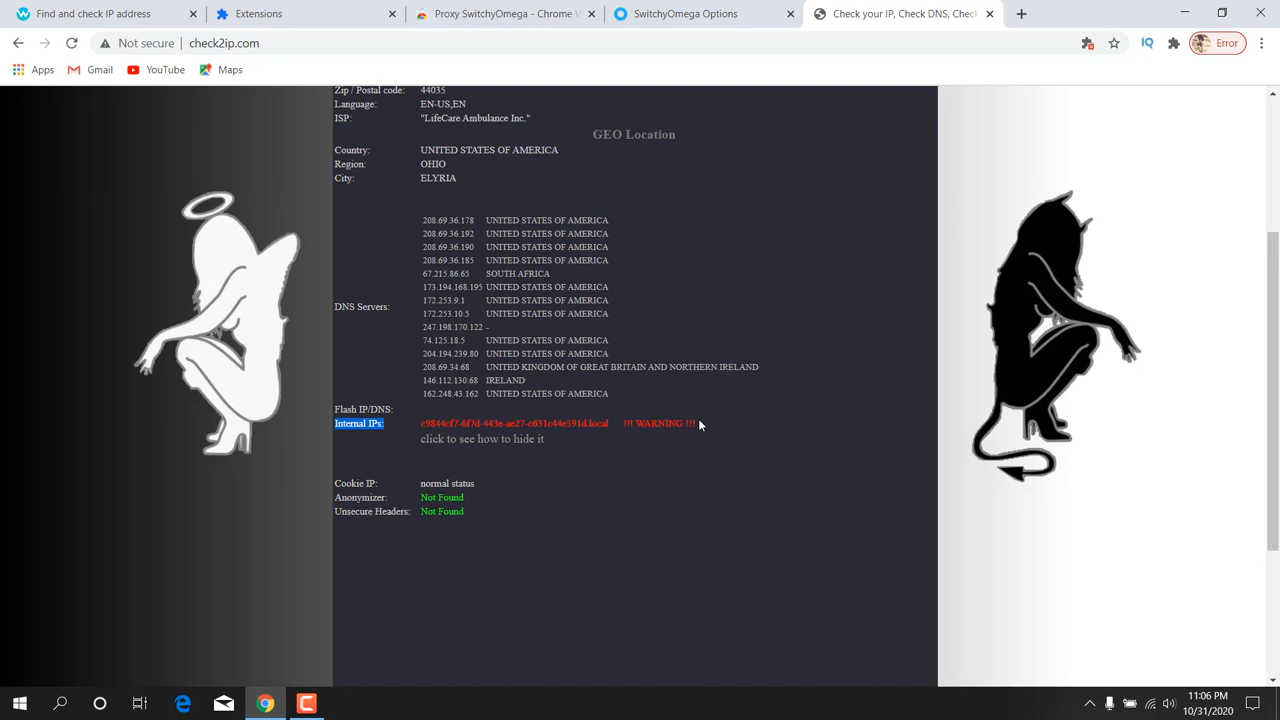 Find and check IP address
Extensions
Proxy SwitchyOmega - Chrome W
SwitchyOmega Options
Check your IP, Check DNS, Check
Not secure | check2ip.com
Error
Apps Gmail YouTube Maps
Zip / Postal code: 44035
Language: EN-US,EN
ISP: "LifeCare Ambulance Inc."
GEO Location
Country: UNITED STATES OF AMERICA
Region: OHIO
City: ELYRIA
208.69.36.178 UNITED STATES OF AMERICA
208.69.36.192 UNITED STATES OF AMERICA
208.69.36.190 UNITED STATES OF AMERICA
208.69.36.185 UNITED STATES OF AMERICA
67.215.86.65 SOUTH AFRICA
173.194.168.195 UNITED STATES OF AMERICA
172.253.9.1 UNITED STATES OF AMERICA
DNS Servers:
172.253.10.5 UNITED STATES OF AMERICA
247.198.170.122 -
74.125.18.5 UNITED STATES OF AMERICA
204.194.239.80 UNITED STATES OF AMERICA
208.69.34.68 UNITED KINGDOM OF GREAT BRITAIN AND NORTHERN IRELAND
146.112.130.68 IRELAND
162.248.43.162 UNITED STATES OF AMERICA
Flash IP/DNS:
Internal IPs: c9844cf7-6f7d-443e-ae27-c631c44e591d.local !!! WARNING !!!
click to see how to hide it
Cookie IP: normal status
Anonymizer: Not Found
Unsecure Headers: Not Found
11:06 PM
10/31/2020